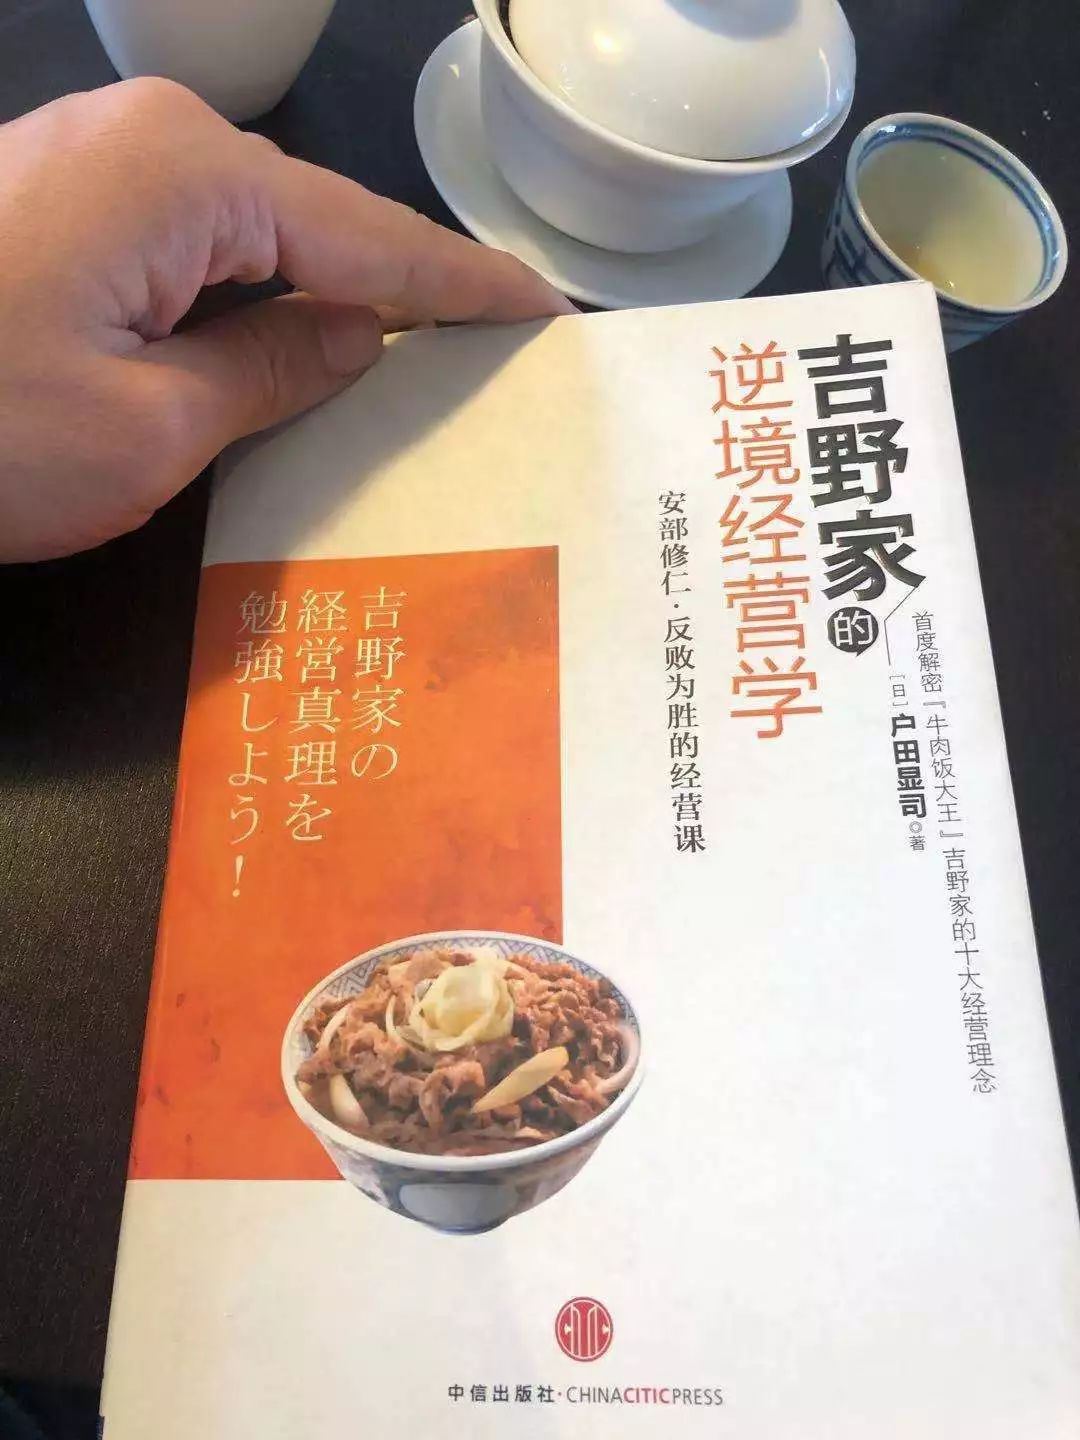 吉野家的
逆境经营学
首度解密「牛肉饭大王」吉野家的十大经营理念
[日]户田显司◎著
安部修仁·反败为胜的经营课
吉野家の
経営真理を
勉強しよう！
中信出版社·CHINACITICPRESS